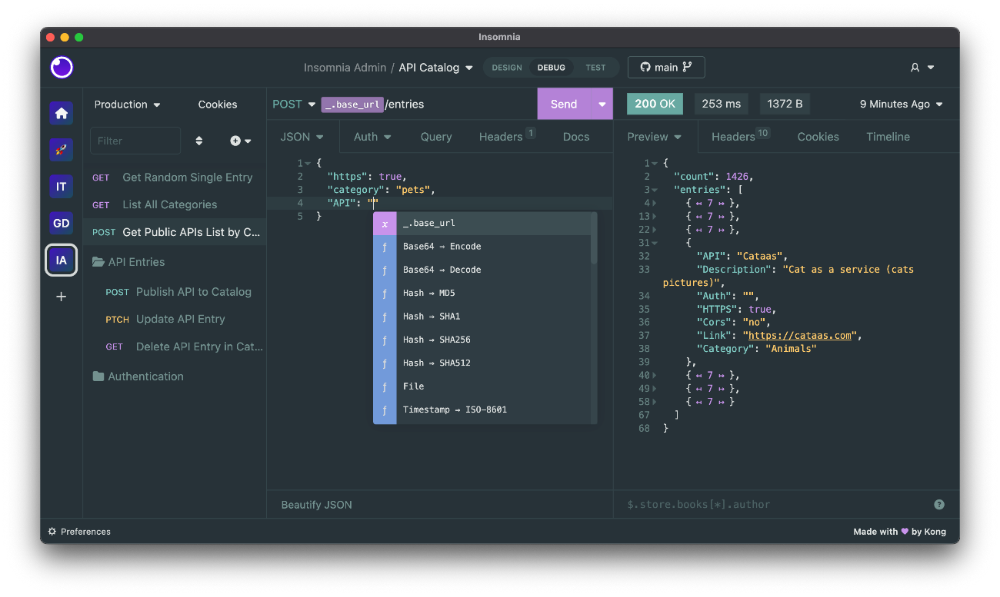 Insomnia
Insomnia Admin / API Catalog
DESIGN DEBUG TEST
main
Production
Cookies
Filter
GET Get Random Single Entry
GET List All Categories
POST Get Public APIs List by C...
API Entries
POST Publish API to Catalog
PTCH Update API Entry
GET Delete API Entry in Cat...
Authentication
IT
GD
IA
+
POST _.base_url/entries
Send
JSON Auth Query Headers 1 Docs
1 {
2 "https": true,
3 "category": "pets",
4 "API": ""
5 }
x _.base_url
ƒ Base64 ⇒ Encode
ƒ Base64 ⇒ Decode
ƒ Hash ⇒ MD5
ƒ Hash ⇒ SHA1
ƒ Hash ⇒ SHA256
ƒ Hash ⇒ SHA512
ƒ File
ƒ Timestamp ⇒ ISO-8601
Beautify JSON
200 OK 253 ms 1372 B 9 Minutes Ago
Preview Headers 10 Cookies Timeline
1 {
2 "count": 1426,
3 "entries": [
4 { ↤ 7 ↦ },
13 { ↤ 7 ↦ },
22 { ↤ 7 ↦ },
31 {
32 "API": "Cataas",
33 "Description": "Cat as a service (cats
pictures)",
34 "Auth": "",
35 "HTTPS": true,
36 "Cors": "no",
37 "Link": "https://cataas.com",
38 "Category": "Animals"
39 },
40 { ↤ 7 ↦ },
49 { ↤ 7 ↦ },
58 { ↤ 7 ↦ }
67 ]
68 }
$.store.books[*].author
?
Preferences
Made with ♥ by Kong